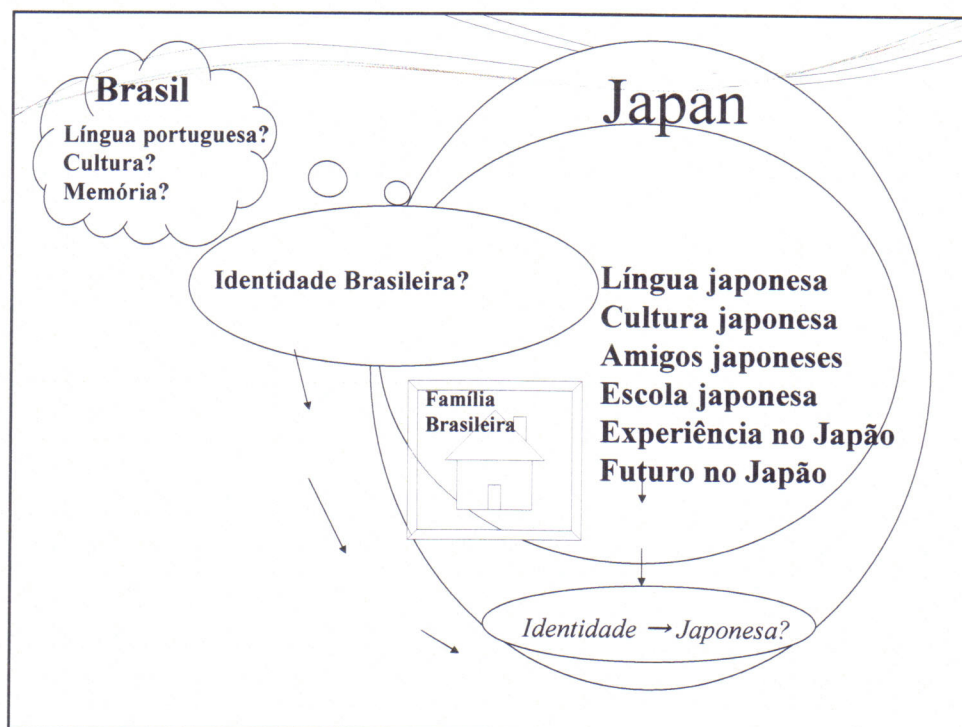 Brasil
Língua portuguesa?
Cultura?
Memória?
Japan
Identidade Brasileira?
Língua japonesa
Cultura japonesa
Amigos japoneses
Escola japonesa
Experiência no Japão
Futuro no Japão
Família
Brasileira
Identidade → Japonesa?